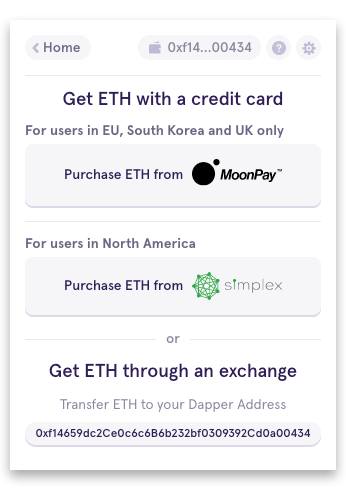 Home
0xf14...00434
?
Get ETH with a credit card
For users in EU, South Korea and UK only
Purchase ETH from MoonPay™
For users in North America
Purchase ETH from simplex
or
Get ETH through an exchange
Transfer ETH to your Dapper Address
0xf14659dc2Ce0c6c6B6b232bf0309392Cd0a00434